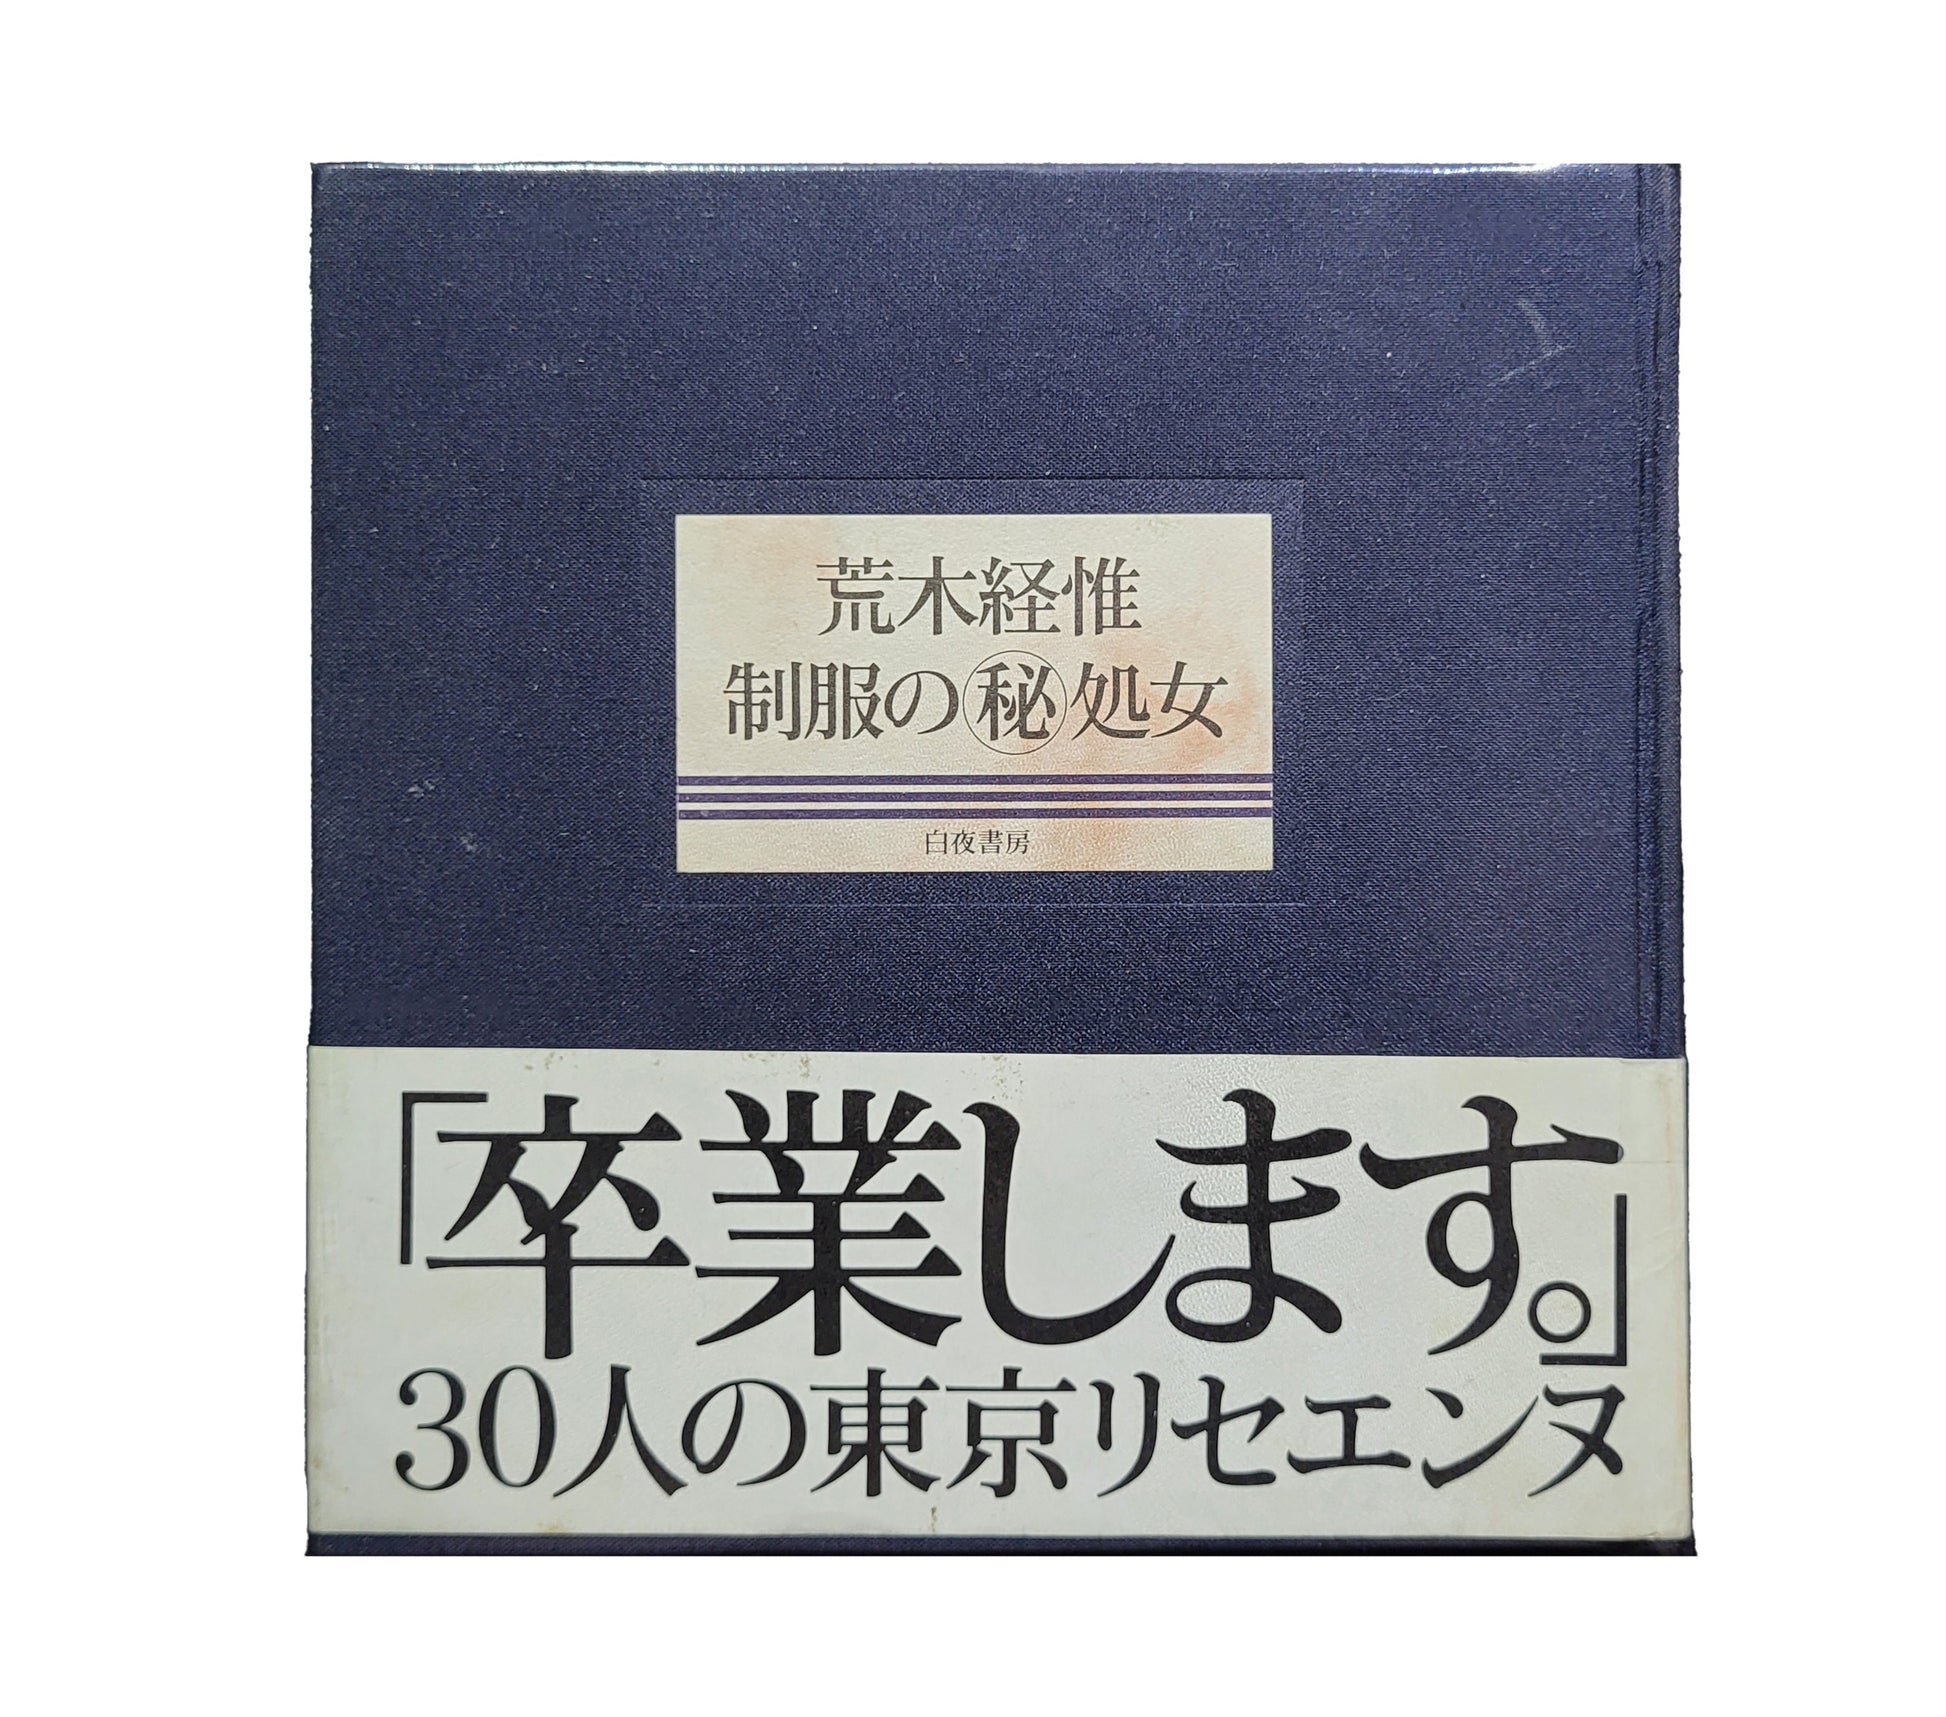 荒木経惟
制服の㊙処女
白夜書房
「卒業します。」
30人の東京リセエンヌ